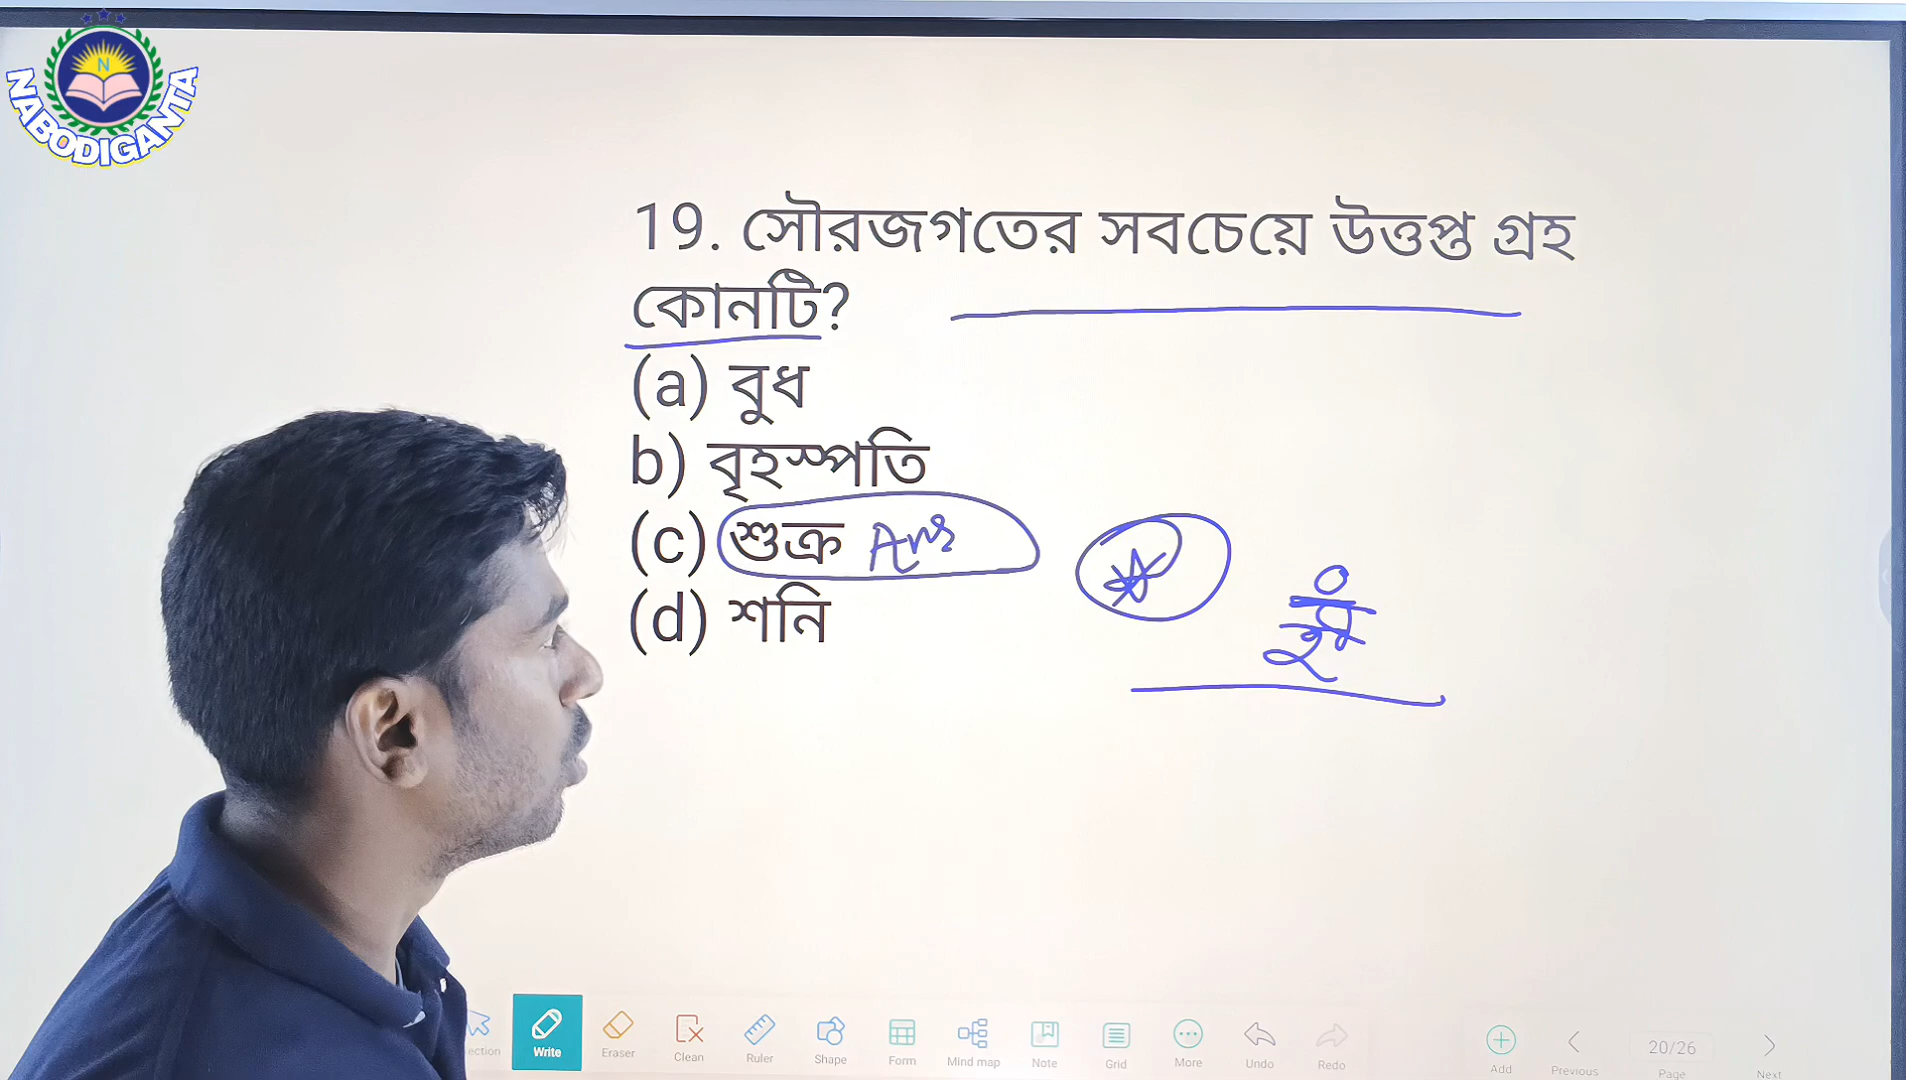 N
NABODIGANTA
19. সৌরজগতের সবচেয়ে উত্তপ্ত গ্রহ
কোনটি?
(a) বুধ
b) বৃহস্পতি
(c) শুক্র Ans
(d) শনি
ection
Write
Eraser
Clean
Ruler
Shape
Form
Mind map
Note
Grid
More
Undo
Redo
Add
Previous
20/26
Page
Next